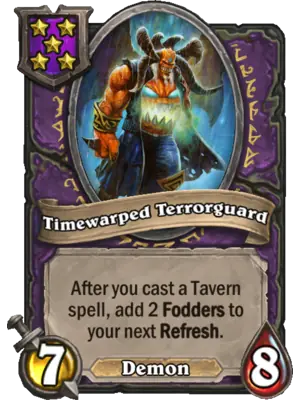 Timewarped Terrorguard
After you cast a Tavern
spell, add 2 Fodders to
your next Refresh.
7
Demon
8